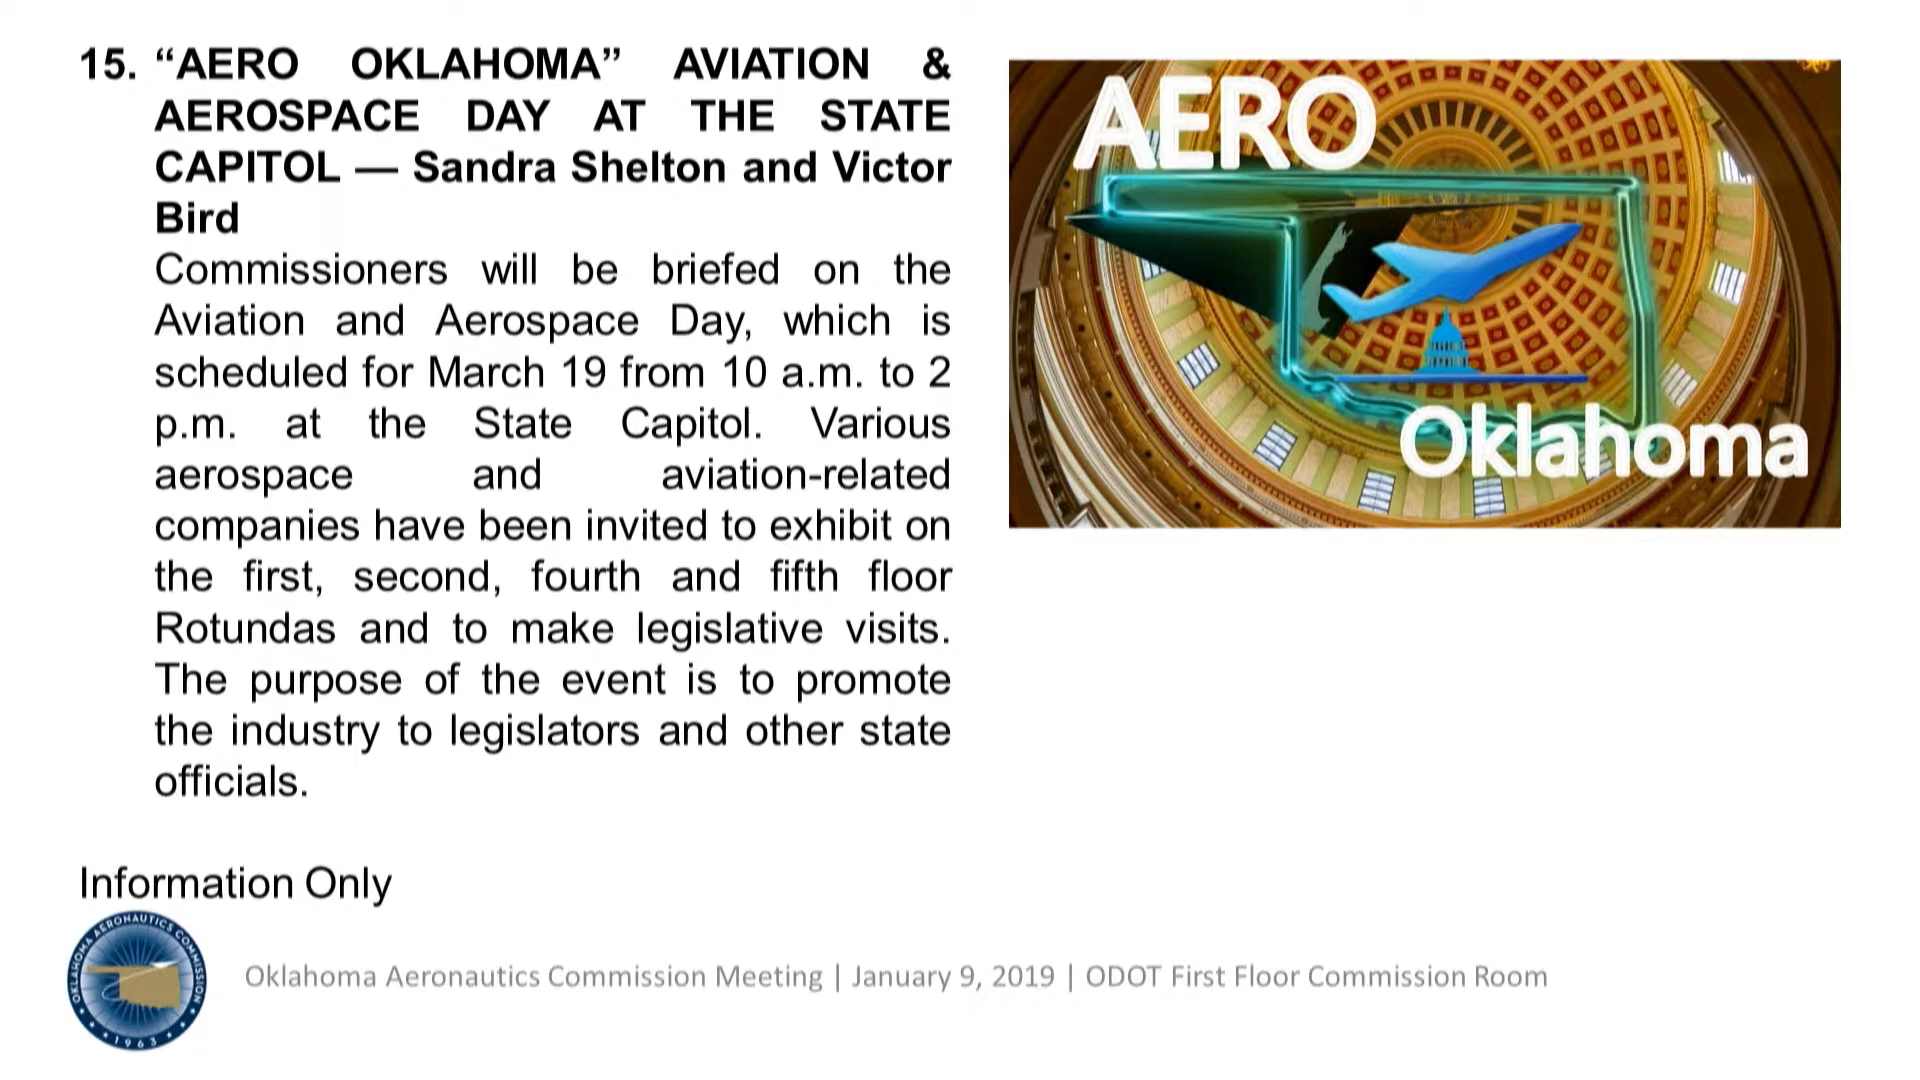 15. “AERO OKLAHOMA” AVIATION &
AEROSPACE DAY AT THE STATE
CAPITOL — Sandra Shelton and Victor
Bird
Commissioners will be briefed on the
Aviation and Aerospace Day, which is
scheduled for March 19 from 10 a.m. to 2
p.m. at the State Capitol. Various
aerospace and aviation-related
companies have been invited to exhibit on
the first, second, fourth and fifth floor
Rotundas and to make legislative visits.
The purpose of the event is to promote
the industry to legislators and other state
officials.
Information Only
AERO
Oklahoma
OKLAHOMA AERONAUTICS COMMISSION
1963
Oklahoma Aeronautics Commission Meeting | January 9, 2019 | ODOT First Floor Commission Room